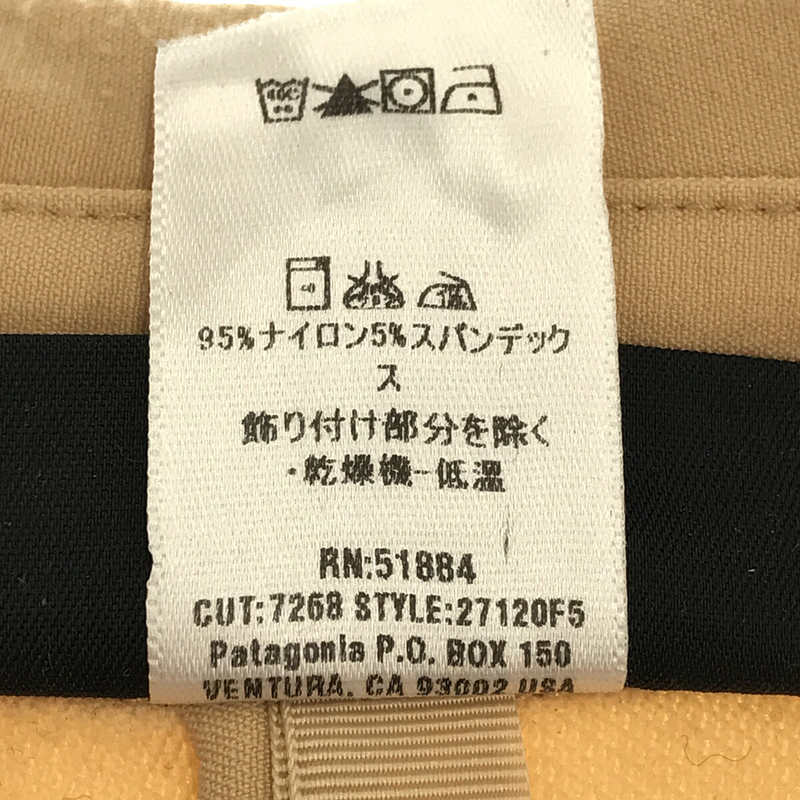 40C
95%ナイロン5%スパンデック
ス
飾り付け部分を除く
・乾燥機-低温
RN:51884
CUT:7268 STYLE:27120F5
Patagonia P.O. BOX 150
VENTURA, CA 93002 USA